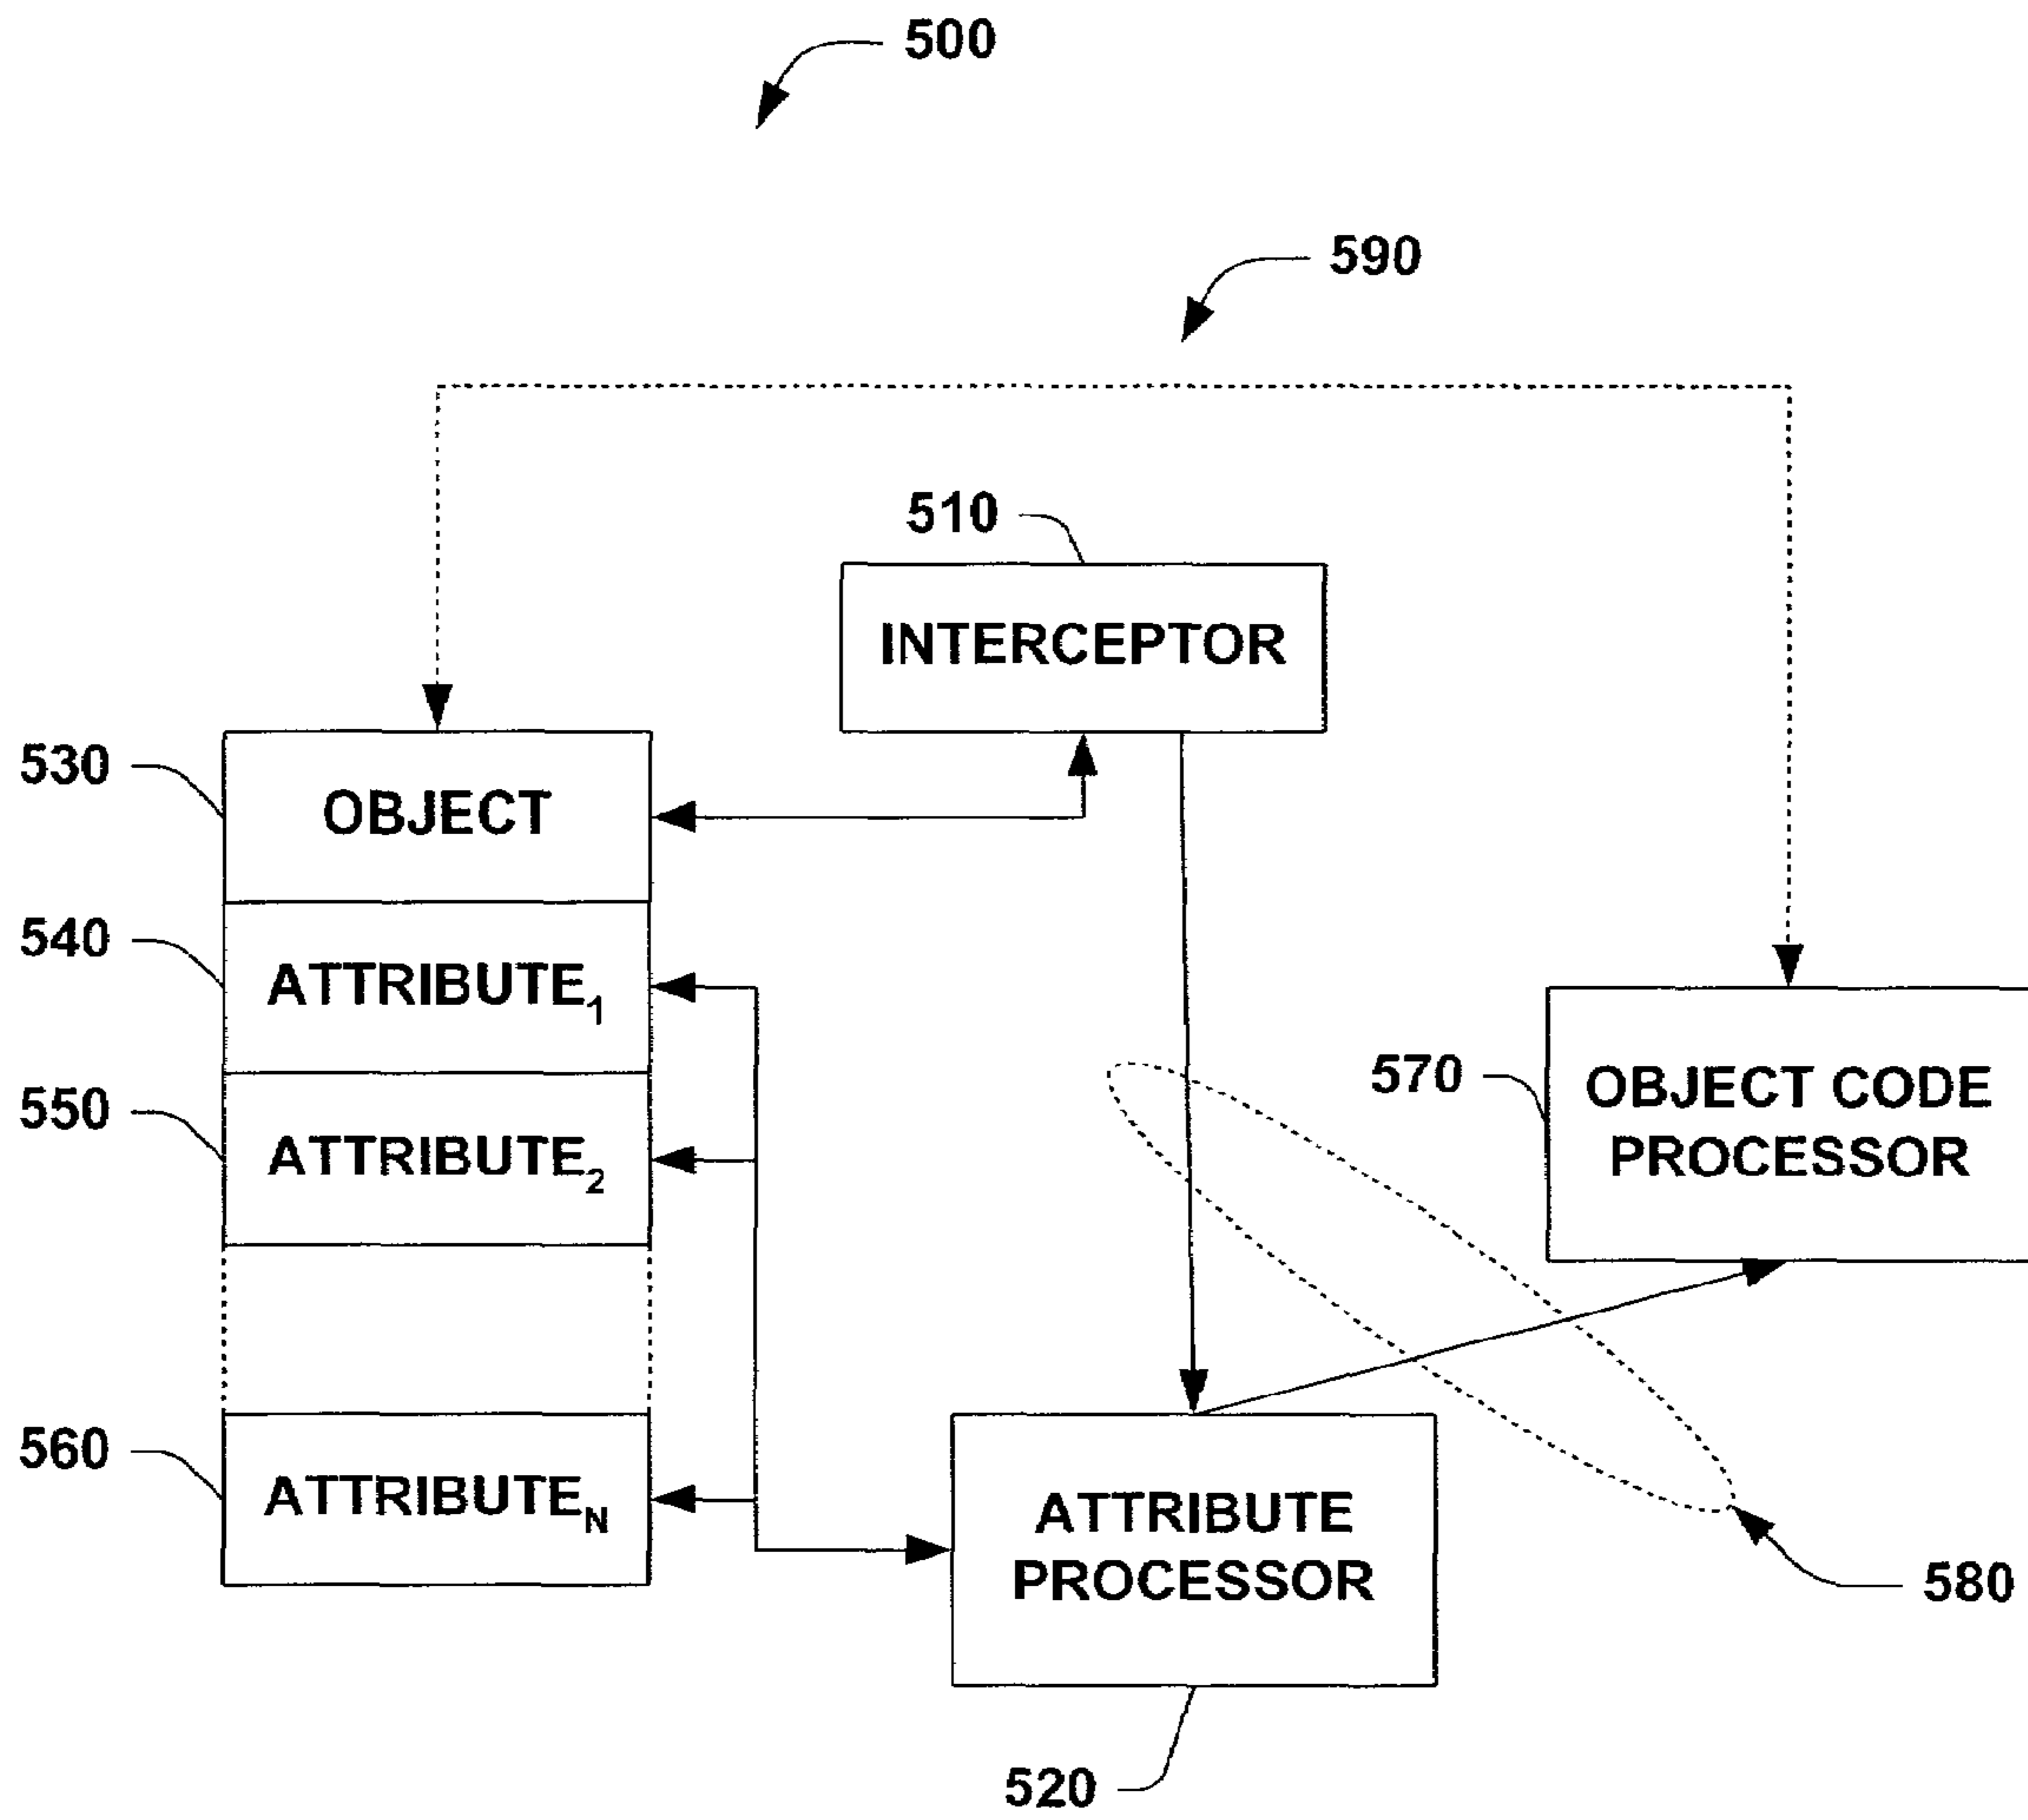 500
590
510
INTERCEPTOR
530
OBJECT
540
ATTRIBUTE1
570
OBJECT CODE
PROCESSOR
550
ATTRIBUTE2
560
ATTRIBUTEN
ATTRIBUTE
PROCESSOR
580
520